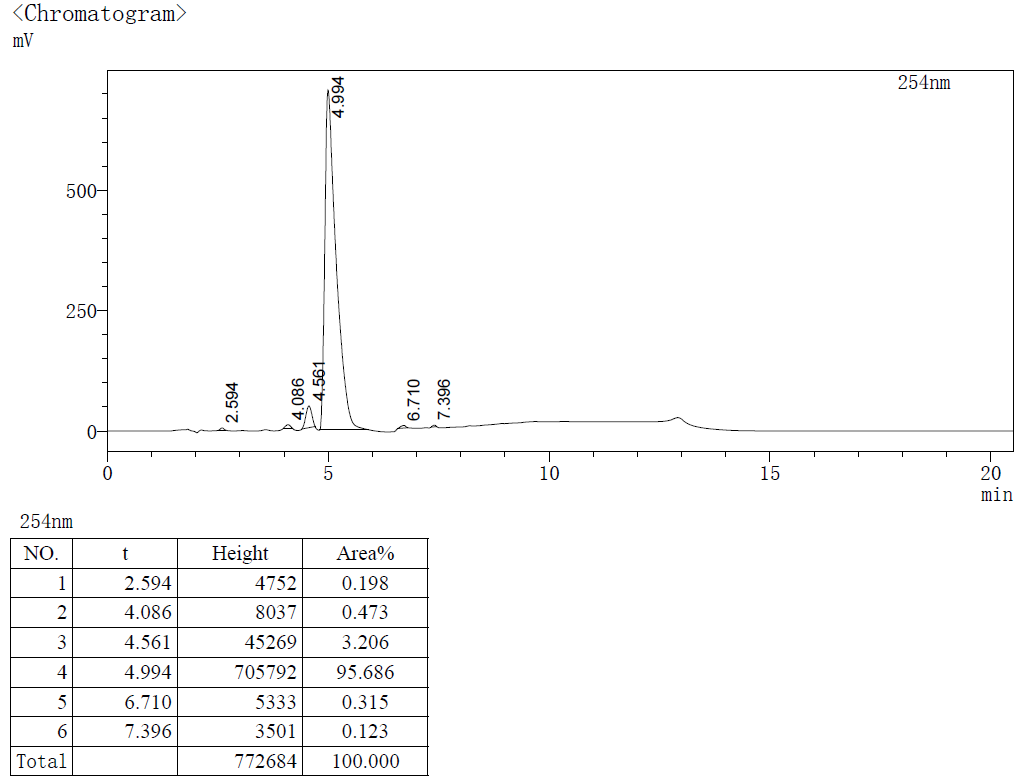 <Chromatogram>
mV
254nm
4.994
500
250
2.594
4.086
4.561
6.710
7.396
0
0
5
10
15
20
min
254nm
NO. t Height Area%
1 2.594 4752 0.198
2 4.086 8037 0.473
3 4.561 45269 3.206
4 4.994 705792 95.686
5 6.710 5333 0.315
6 7.396 3501 0.123
Total 772684 100.000